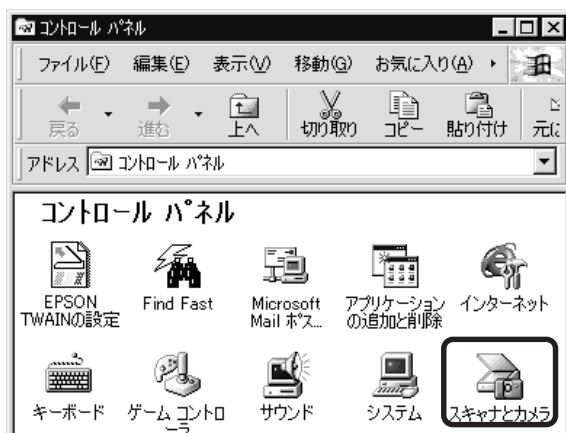 コントロール パネル
ファイル(F) 編集(E) 表示(V) 移動(G) お気に入り(A)
戻る 進む 上へ 切り取り コピー 貼り付け 元に
アドレス コントロール パネル
コントロール パネル
EPSON Find Fast Microsoft アプリケーション インターネット
TWAINの設定 Mail ポス... の追加と削除
キーボード ゲーム コントロ サウンド システム スキャナとカメラ
ーラ